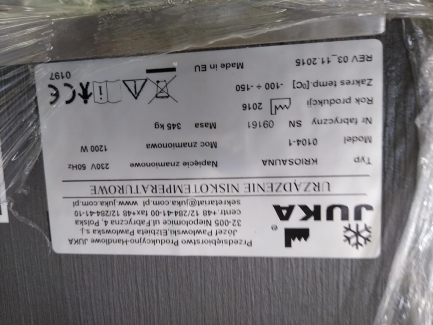 JUKA
Przedsiębiorstwo Produkcyjno-Handlowe JUKA
Józef Pawłowski, Elżbieta Pawłowska s.j.
32-005 Niepołomice ul.Fabryczna 4, Polska
centr:+48 12/284-41-00 fax +48 12/284-41-10
sekretariat@juka.com.pl www.juka.com.pl
URZĄDZENIE NISKOTEMPERATUROWE
Typ KRIOSAUNA Napięcie znamionowe 230V 50Hz
Model 0104-1 Moc znamionowa 1200 W
Nr fabryczny SN 09161 Masa 345 kg
Rok produkcji 2016
Zakres temp [°C] -100 ÷ -150
REV 03_11.2015 Made in EU 0197